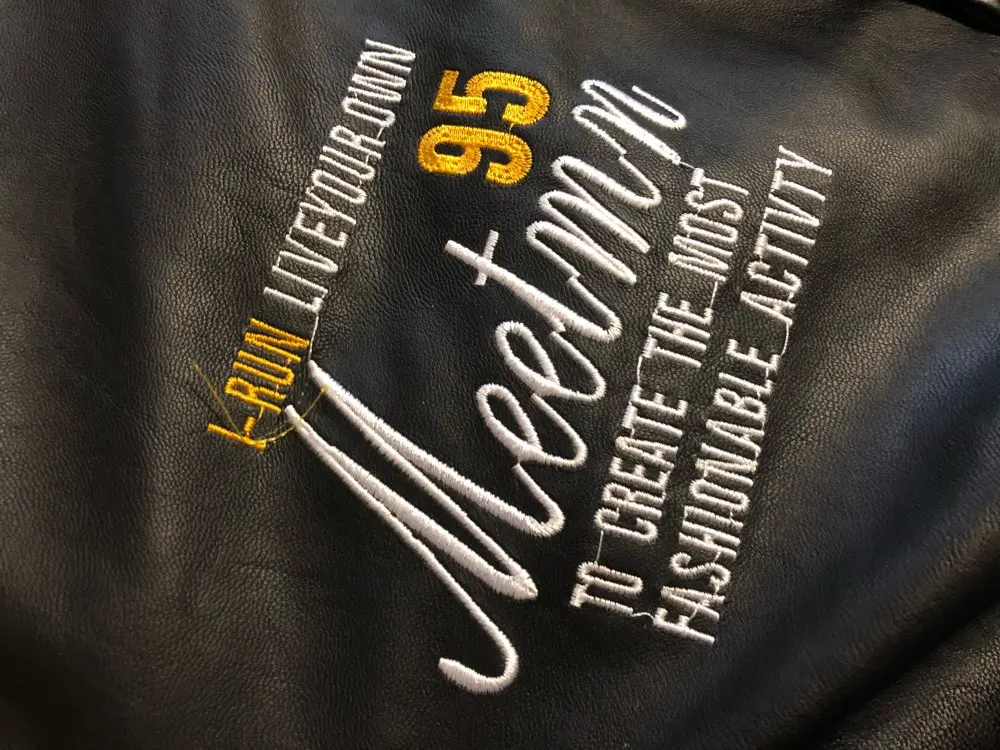 I-RUN LIVEYOUR.OWN
95
Meetmn
TO CREATE THE MOST
FASHIONABLE ACTIVTY